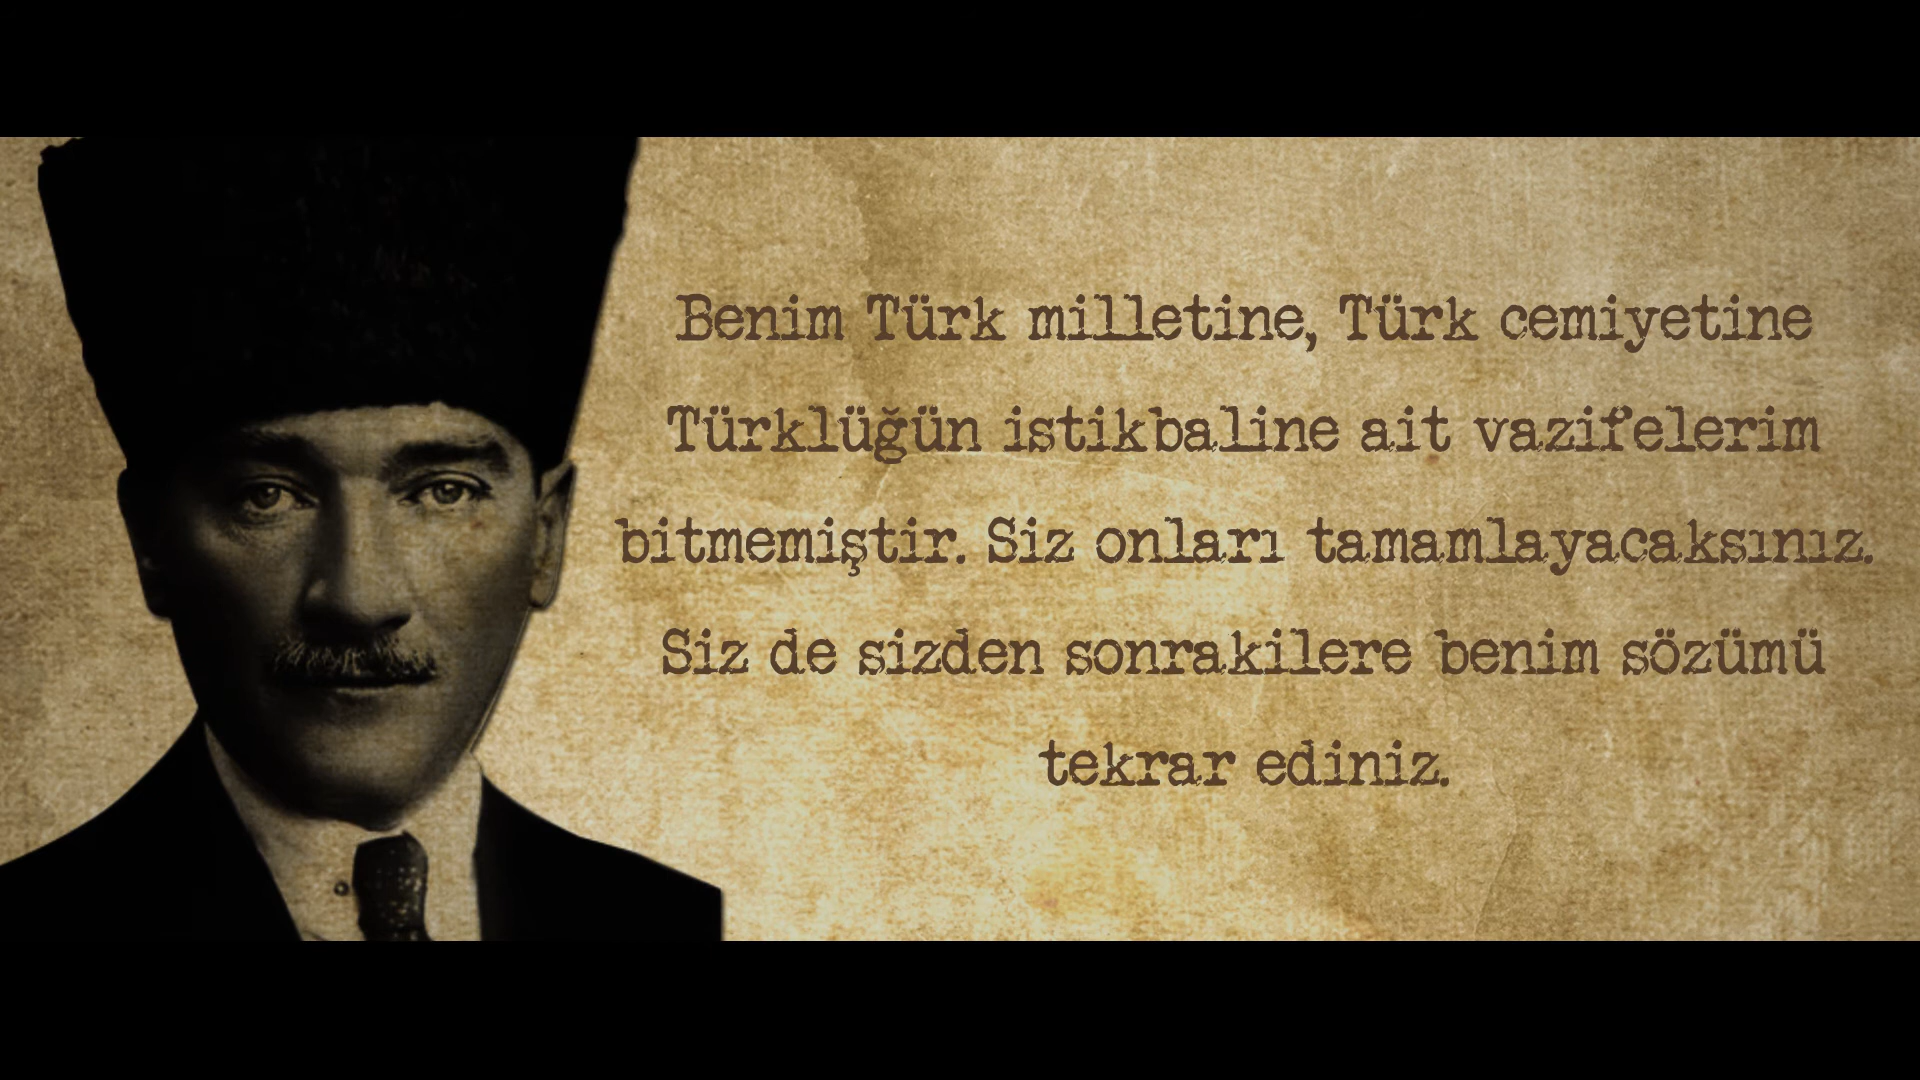 Benim Türk milletine, Türk cemiyetine
Türklüğün istikbaline ait vazifelerim
bitmemiştir. Siz onları tamamlayacaksınız.
Siz de sizden sonrakilere benim sözümü
tekrar ediniz.